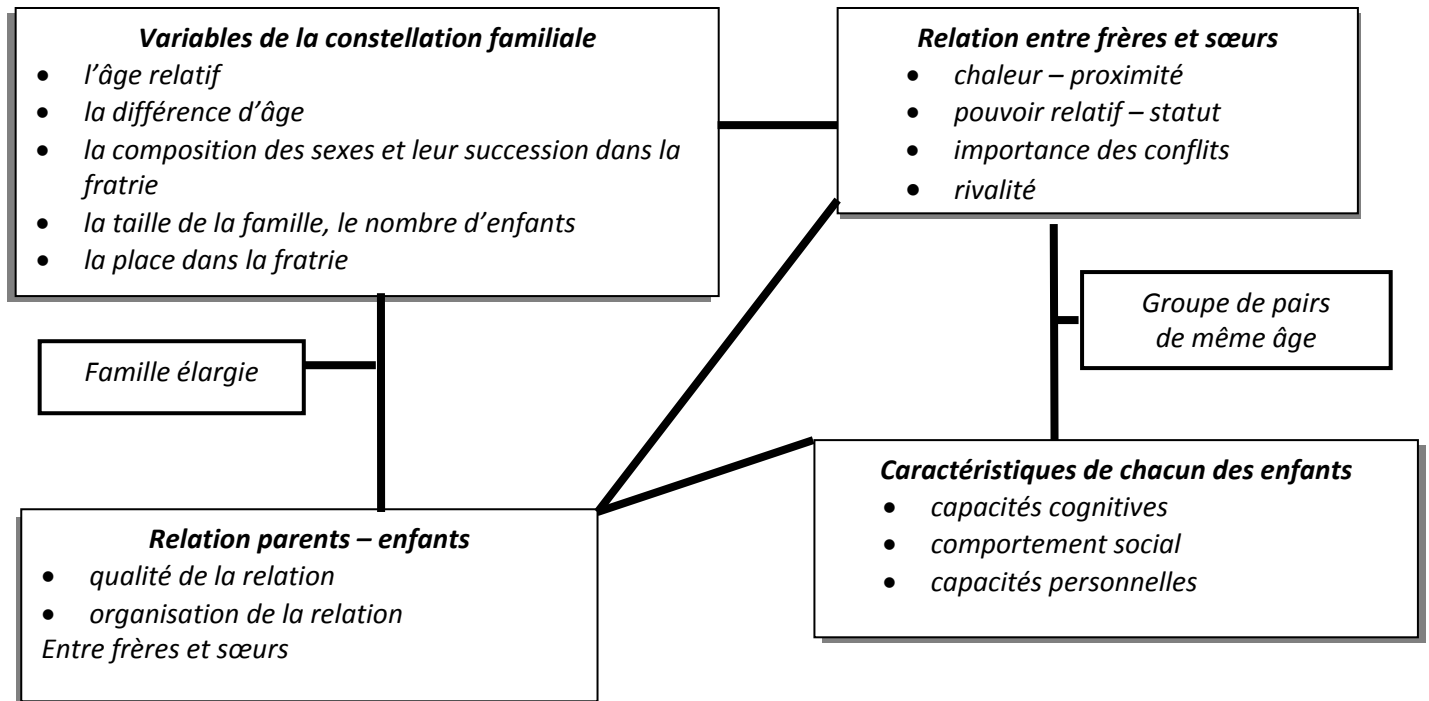 Variables de la constellation familiale
• l’âge relatif
• la différence d’âge
• la composition des sexes et leur succession dans la
fratrie
• la taille de la famille, le nombre d’enfants
• la place dans la fratrie
Relation entre frères et sœurs
• chaleur – proximité
• pouvoir relatif – statut
• importance des conflits
• rivalité
Famille élargie
Groupe de pairs
de même âge
Relation parents – enfants
• qualité de la relation
• organisation de la relation
Entre frères et sœurs
Caractéristiques de chacun des enfants
• capacités cognitives
• comportement social
• capacités personnelles